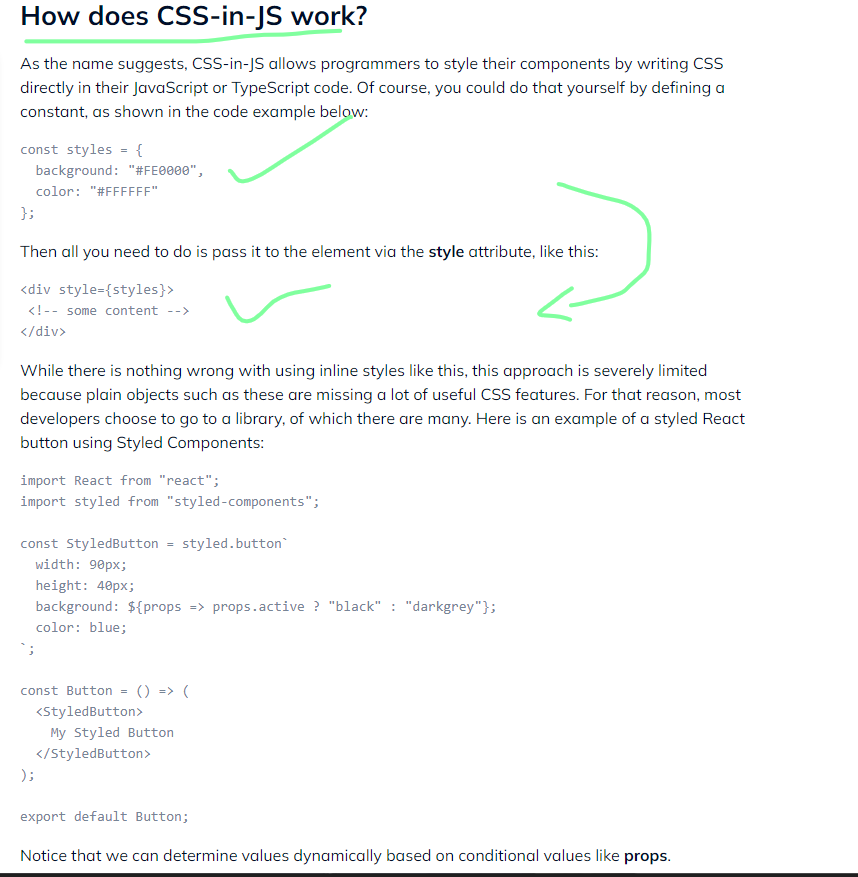 How does CSS-in-JS work?
As the name suggests, CSS-in-JS allows programmers to style their components by writing CSS
directly in their JavaScript or TypeScript code. Of course, you could do that yourself by defining a
constant, as shown in the code example below:
const styles = {
  background: "#FE0000",
  color: "#FFFFFF"
};
Then all you need to do is pass it to the element via the style attribute, like this:
<div style={styles}>
 <!-- some content -->
</div>
While there is nothing wrong with using inline styles like this, this approach is severely limited
because plain objects such as these are missing a lot of useful CSS features. For that reason, most
developers choose to go to a library, of which there are many. Here is an example of a styled React
button using Styled Components:
import React from "react";
import styled from "styled-components";
const StyledButton = styled.button`
  width: 90px;
  height: 40px;
  background: ${props => props.active ? "black" : "darkgrey"};
  color: blue;
`;
const Button = () => (
  <StyledButton>
    My Styled Button
  </StyledButton>
);
export default Button;
Notice that we can determine values dynamically based on conditional values like props.